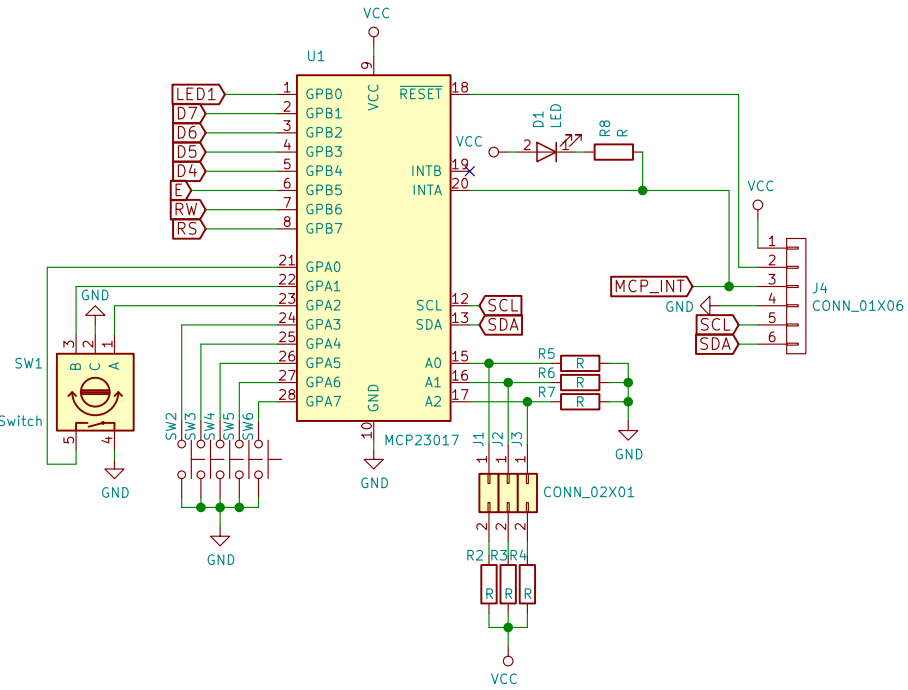 VCC
U1
9
VCC
LED1 1 GPB0
D7 2 GPB1
D6 3 GPB2
D5 4 GPB3
D4 5 GPB4
E 6 GPB5
RW 7 GPB6
RS 8 GPB7
21 GPA0
22 GPA1
23 GPA2
24 GPA3
25 GPA4
26 GPA5
27 GPA6
28 GPA7
RESET 18
INTB 19
INTA 20
SCL 12 SCL
SDA 13 SDA
A0 15
A1 16
A2 17
GND
10
MCP23017
GND
VCC
D1
LED
2 1
R8
R
VCC
1
2
MCP_INT 3
GND 4
SCL 5
SDA 6
J4
CONN_01X06
GND
3 2 1
SW1
B C A
Switch
5 4
GND
SW2
SW3
SW4
SW5
SW6
GND
R5 R
R6 R
R7 R
GND
J1
J2
J3
1 1 1
CONN_02X01
2 2 2
R2 R3 R4
R R R
VCC